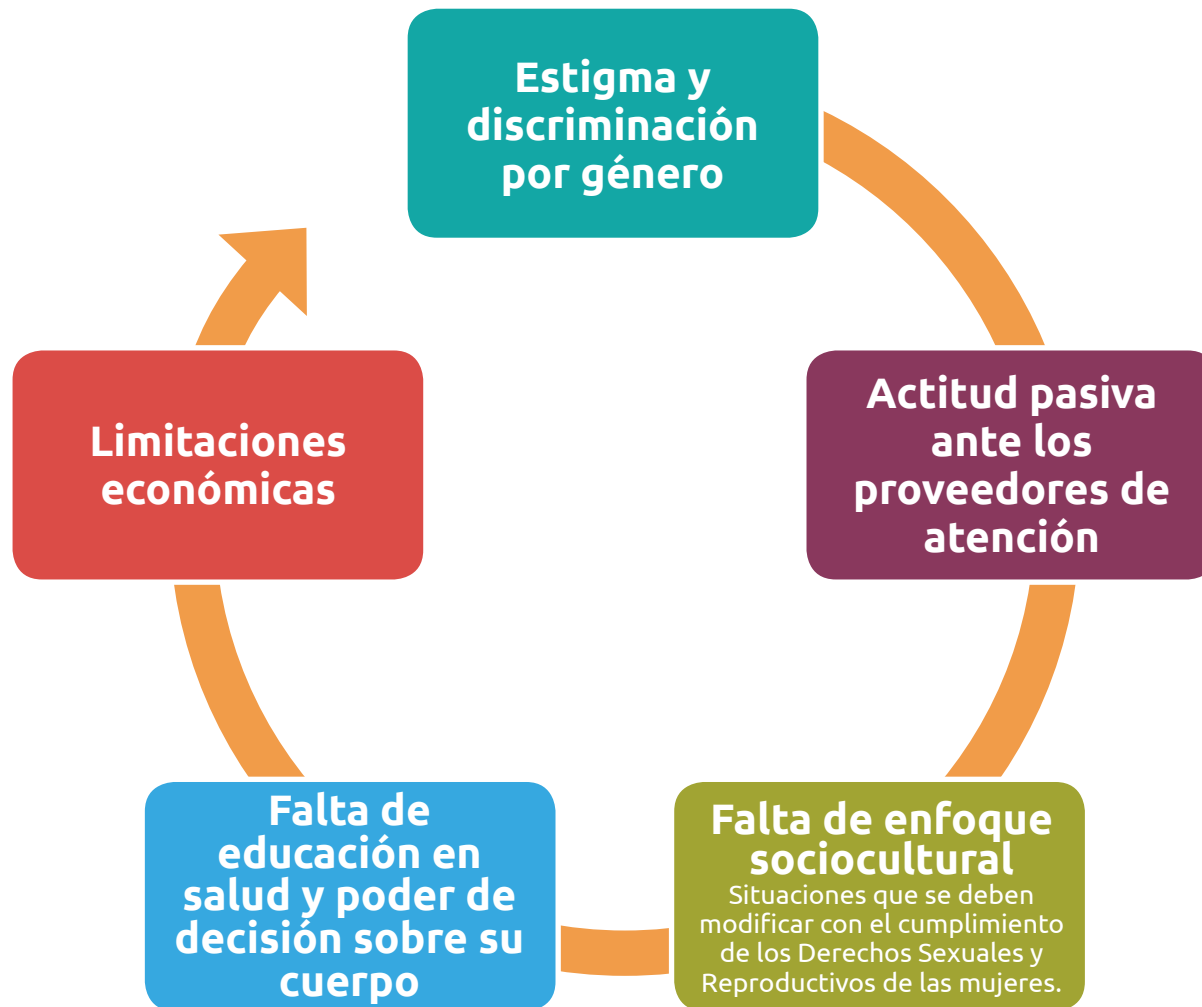 Estigma y
discriminación
por género
Actitud pasiva
ante los
proveedores de
atención
Falta de enfoque
sociocultural
Situaciones que se deben
modificar con el cumplimiento
de los Derechos Sexuales y
Reproductivos de las mujeres.
Falta de
educación en
salud y poder de
decisión sobre su
cuerpo
Limitaciones
económicas